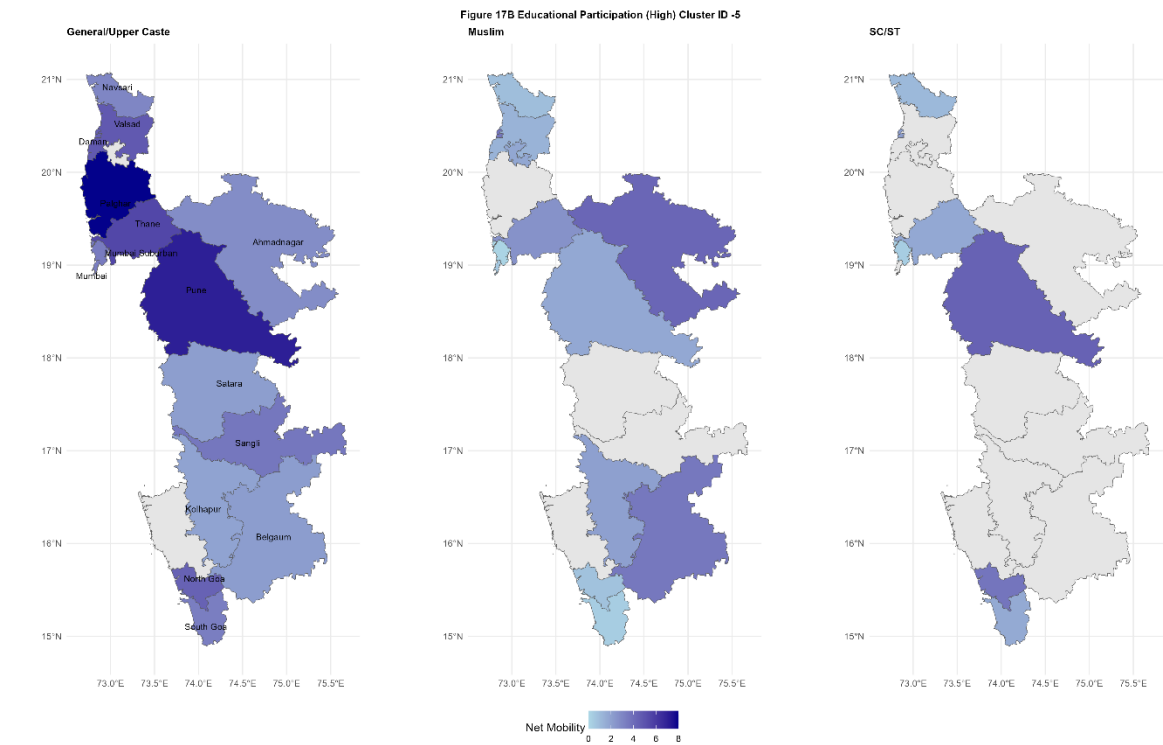 Figure 17B Educational Participation (High) Cluster ID -5
General/Upper Caste
Muslim
SC/ST
21°N
20°N
19°N
18°N
17°N
16°N
15°N
Navsari
Valsad
Daman
Palghar
Thane
Mumbai Suburban
Mumbai
Ahmadnagar
Pune
Satara
Sangli
Kolhapur
Belgaum
North Goa
South Goa
73.0°E 73.5°E 74.0°E 74.5°E 75.0°E 75.5°E
21°N
20°N
19°N
18°N
17°N
16°N
15°N
73.0°E 73.5°E 74.0°E 74.5°E 75.0°E 75.5°E
21°N
20°N
19°N
18°N
17°N
16°N
15°N
73.0°E 73.5°E 74.0°E 74.5°E 75.0°E 75.5°E
Net Mobility
0 2 4 6 8